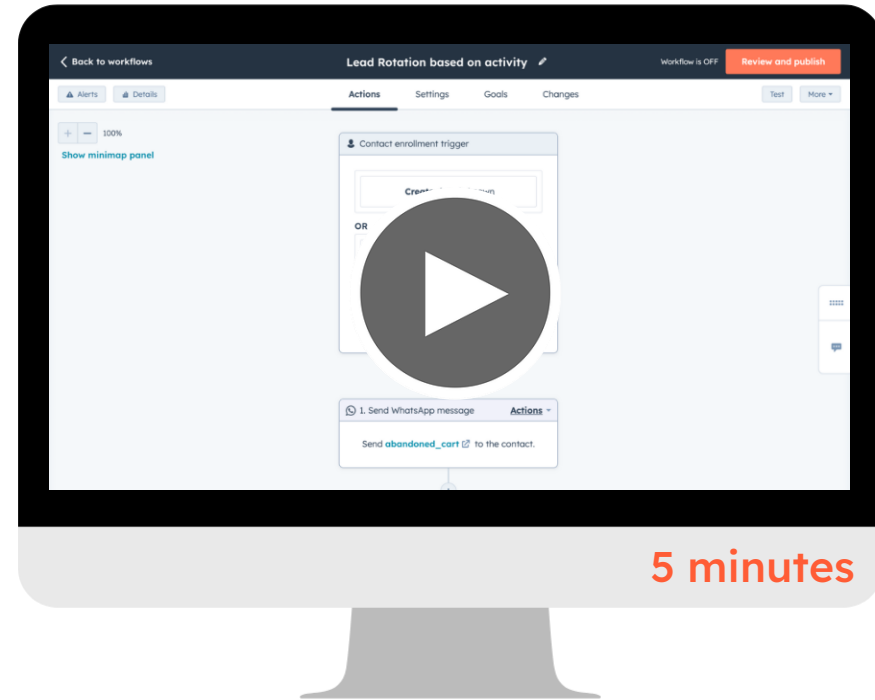 Back to workflows
Lead Rotation based on activity
Workflow is OFF
Review and publish
Alerts
Details
Actions
Settings
Goals
Changes
Test
More
100%
Show minimap panel
Contact enrollment trigger
OR
1. Send WhatsApp message
Actions
Send abandoned_cart to the contact.
5 minutes